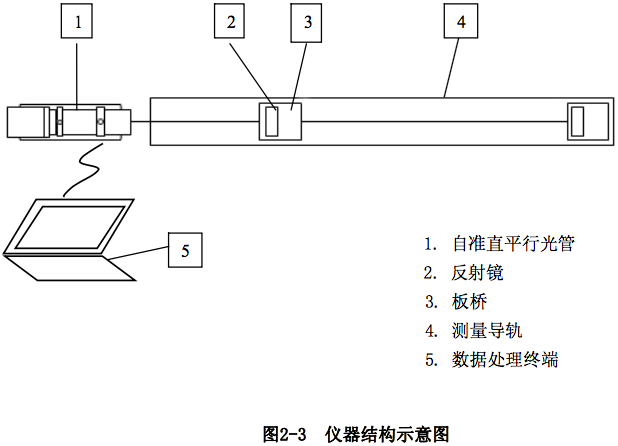 1
2
3
4
5
1. 自准直平行光管
2. 反射镜
3. 板桥
4. 测量导轨
5. 数据处理终端
图2-3 仪器结构示意图